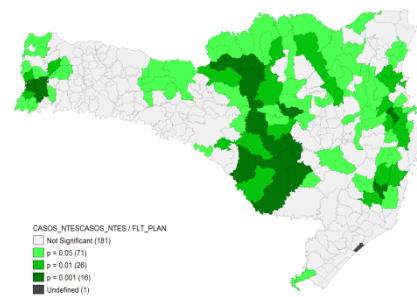 CASOS_NTESCASOS_NTES / FLT_PLAN
Not Significant (181)
p = 0.05 (71)
p = 0.01 (26)
p = 0.001 (16)
Undefined (1)